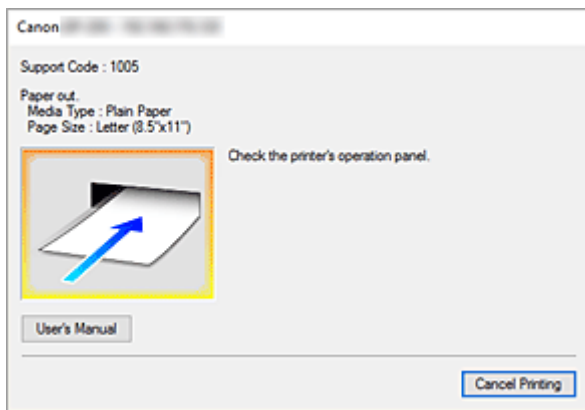 Canon
Support Code : 1005
Paper out.
Media Type : Plain Paper
Page Size : Letter (8.5"x11")
Check the printer's operation panel.
User's Manual
Cancel Printing